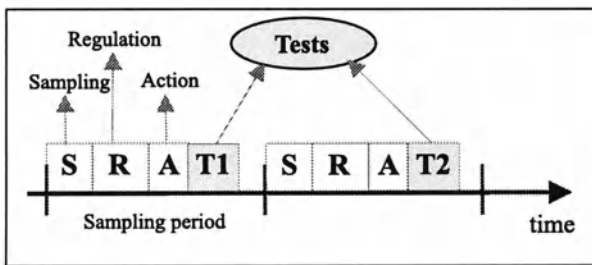 Regulation
Tests
Sampling
Action
S R A T1 S R A T2
Sampling period
time